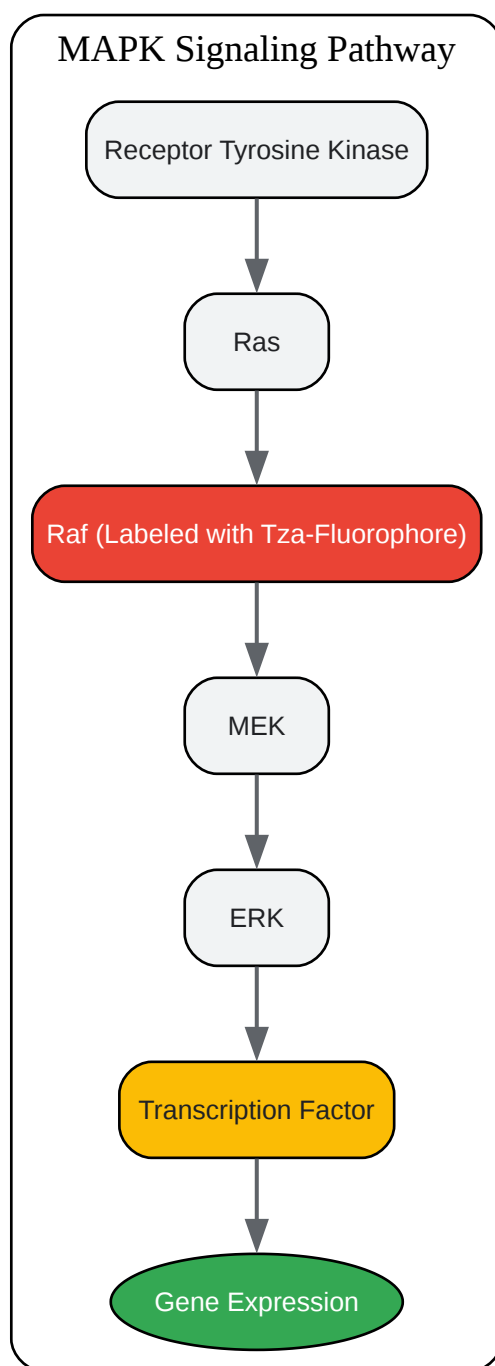 MAPK Signaling Pathway
Receptor Tyrosine Kinase
Ras
Raf (Labeled with Tza-Fluorophore)
MEK
ERK
Transcription Factor
Gene Expression